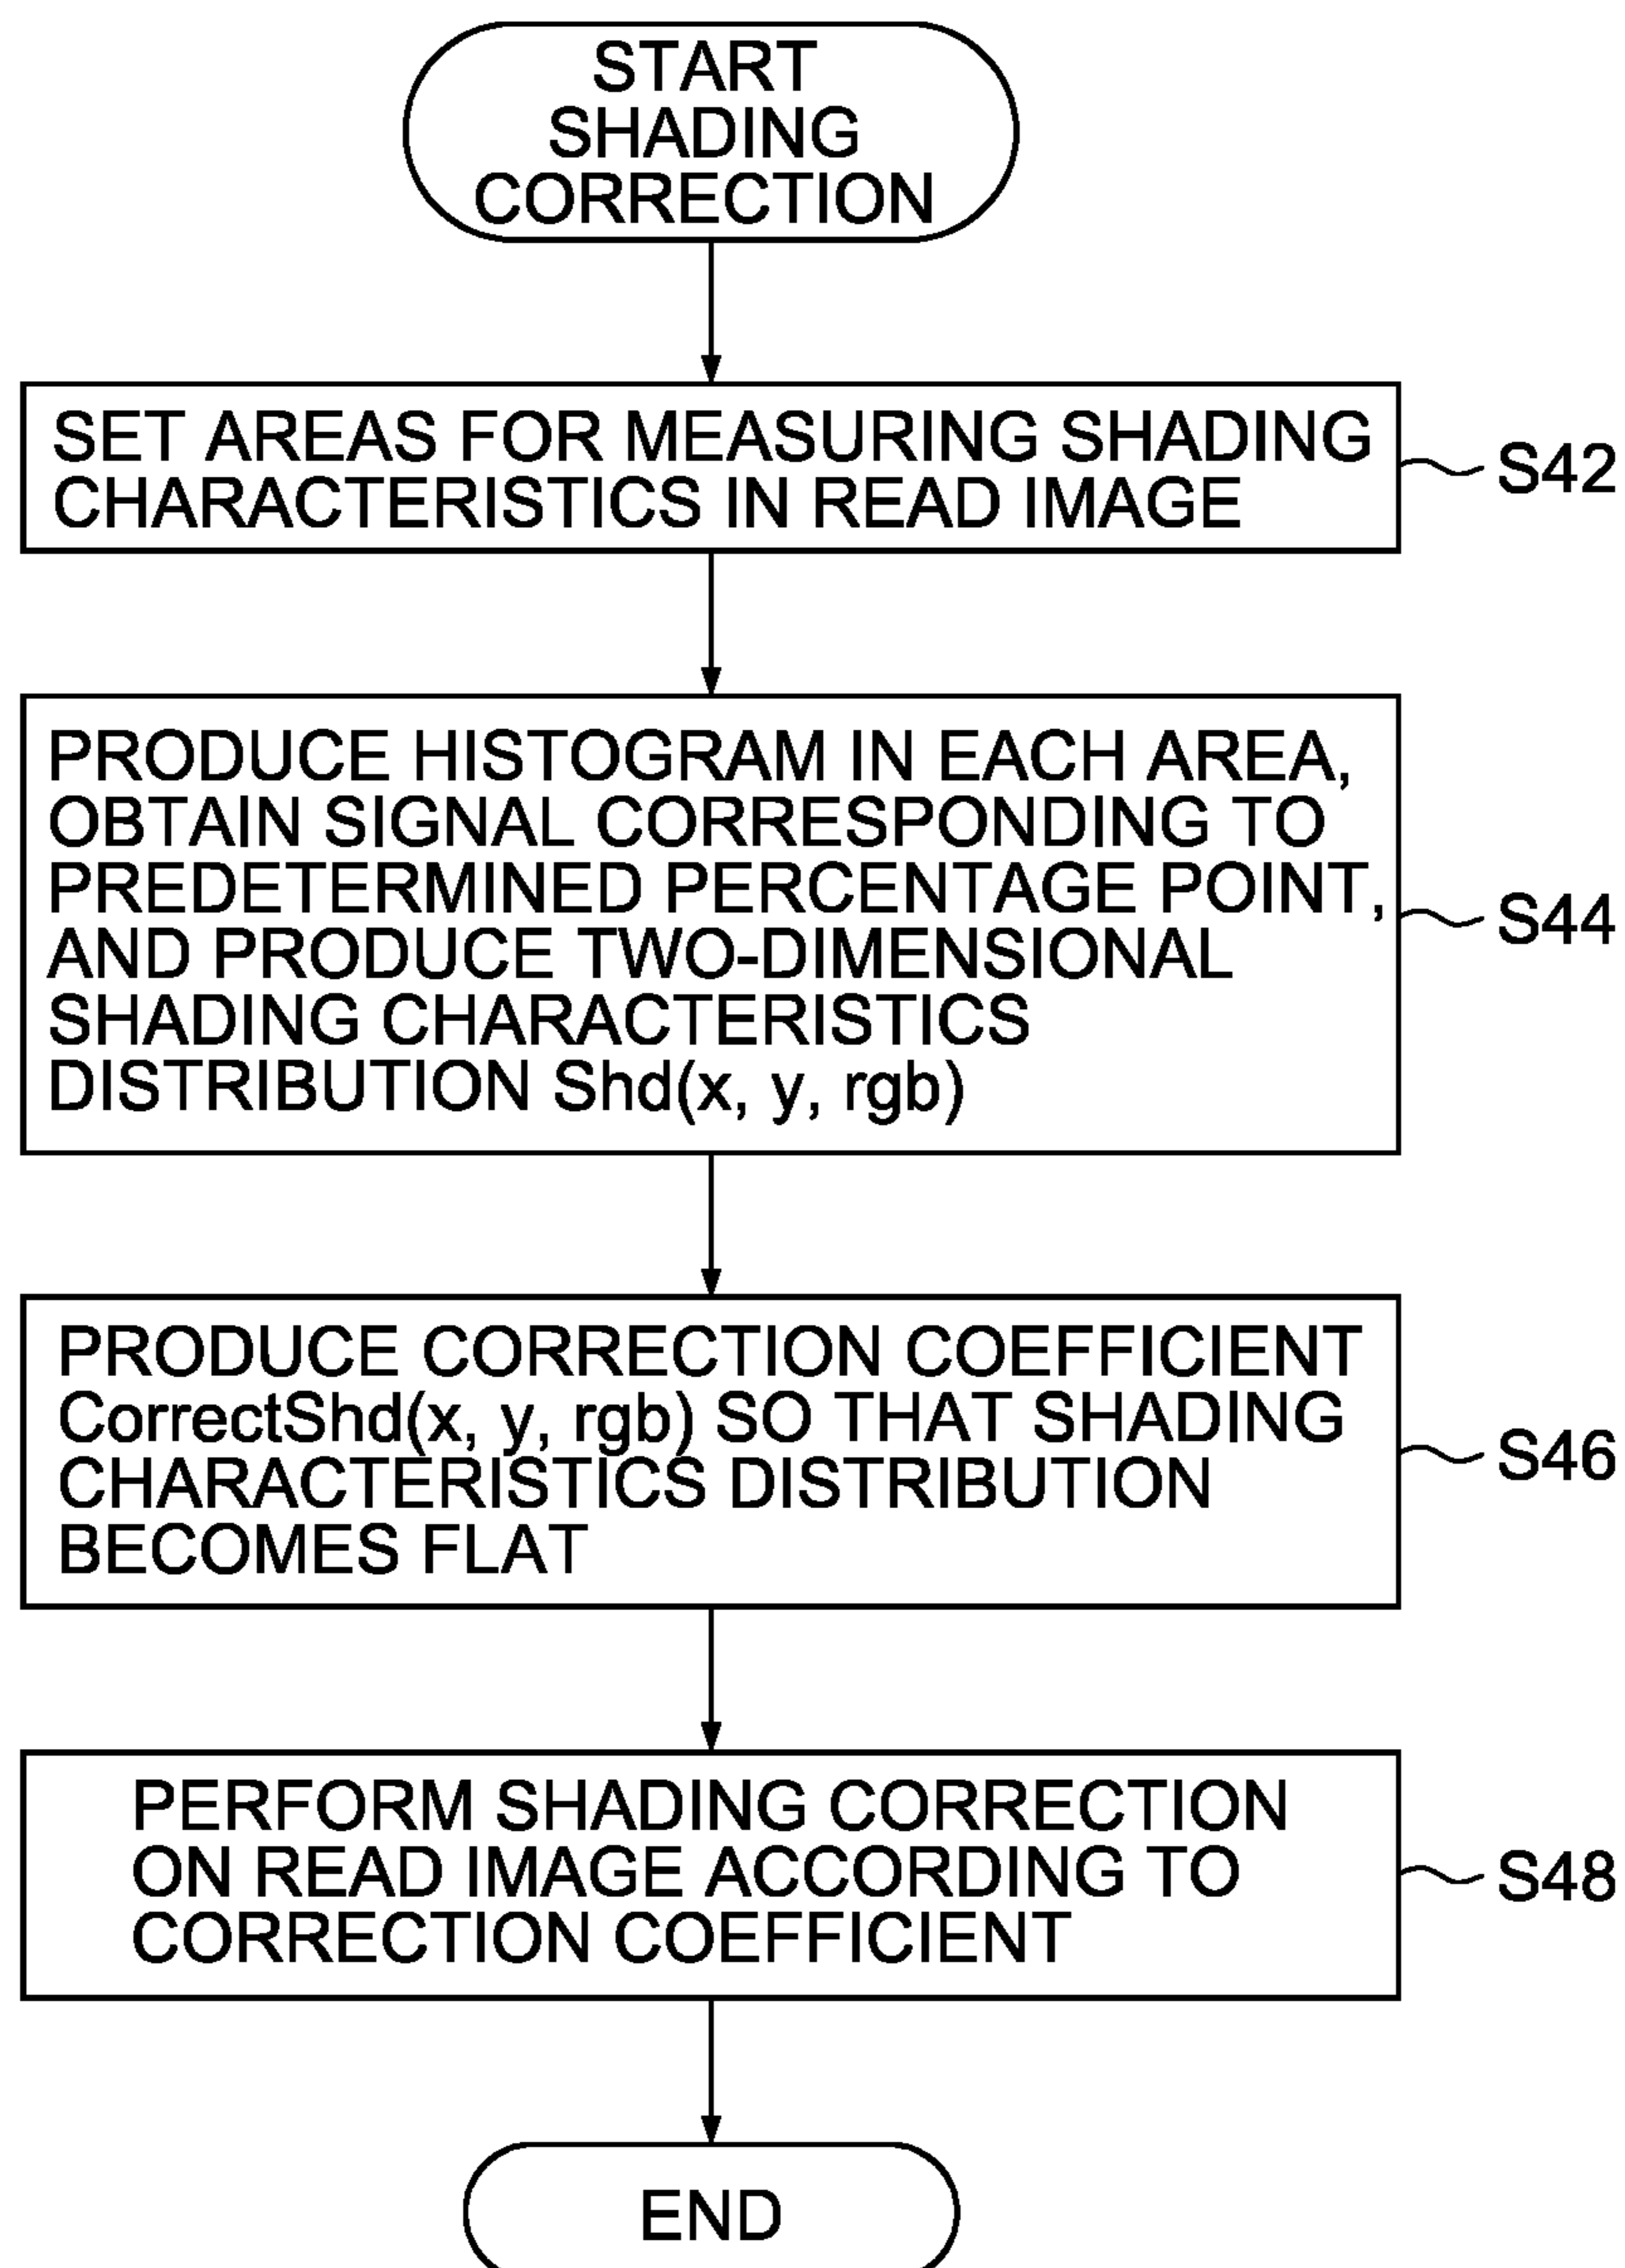 START
SHADING
CORRECTION
SET AREAS FOR MEASURING SHADING
CHARACTERISTICS IN READ IMAGE
S42
PRODUCE HISTOGRAM IN EACH AREA,
OBTAIN SIGNAL CORRESPONDING TO
PREDETERMINED PERCENTAGE POINT,
AND PRODUCE TWO-DIMENSIONAL
SHADING CHARACTERISTICS
DISTRIBUTION Shd(x, y, rgb)
S44
PRODUCE CORRECTION COEFFICIENT
CorrectShd(x, y, rgb) SO THAT SHADING
CHARACTERISTICS DISTRIBUTION
BECOMES FLAT
S46
PERFORM SHADING CORRECTION
ON READ IMAGE ACCORDING TO
CORRECTION COEFFICIENT
S48
END